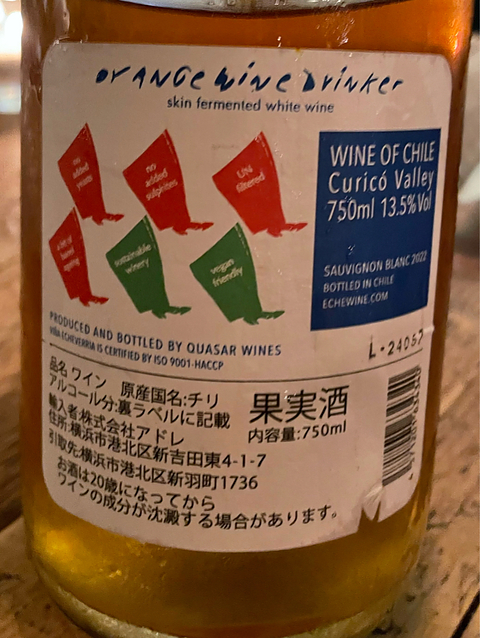 orANGe wine Drinker
skin fermented white wine
no
added
yeasts
no
added
sulphites
UN
filtered
a bit of
barrel
ageing
sustainable
winery
vegan
friendly
WINE OF CHILE
Curicó Valley
750ml 13.5%Vol
SAUVIGNON BLANC 2022
BOTTLED IN CHILE
ECHEWINE.COM
PRODUCED AND BOTTLED BY QUASAR WINES
VIÑA ECHEVERRIA IS CERTIFIED BY ISO 9001-HACCP
L-24057
品名:ワイン 原産国名:チリ
アルコール分:裏ラベルに記載
輸入者:株式会社アドレ
住所:横浜市港北区新吉田東4-1-7
引取先:横浜市港北区新羽町1736
お酒は20歳になってから
ワインの成分が沈澱する場合があります。
果実酒
内容量:750ml